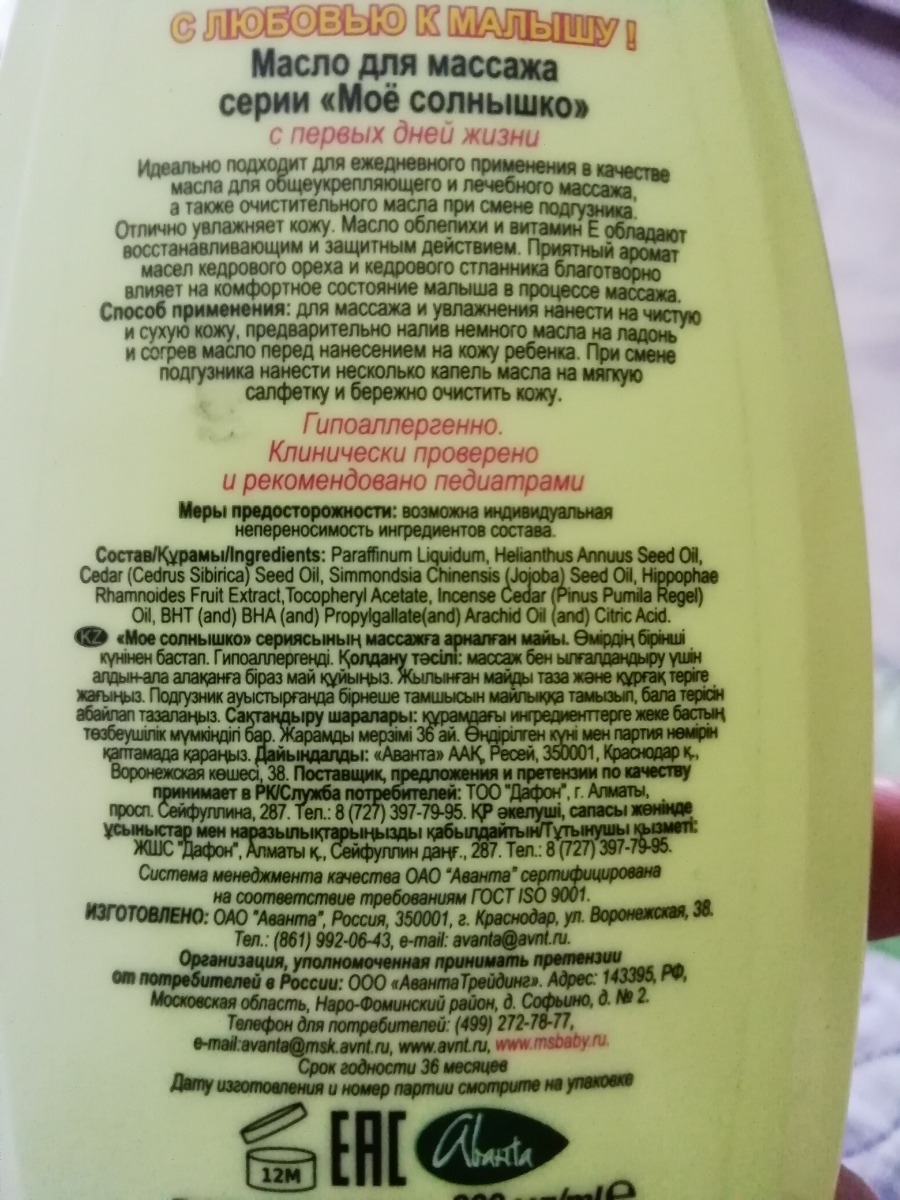 С ЛЮБОВЬЮ К МАЛЫШУ !
Масло для массажа
серии «Моё солнышко»
с первых дней жизни
Идеально подходит для ежедневного применения в качестве
масла для общеукрепляющего и лечебного массажа,
а также очистительного масла при смене подгузника.
Отлично увлажняет кожу. Масло облепихи и витамин Е обладают
восстанавливающим и защитным действием. Приятный аромат
масел кедрового ореха и кедрового стланника благотворно
влияет на комфортное состояние малыша в процессе массажа.
Способ применения: для массажа и увлажнения нанести на чистую
и сухую кожу, предварительно налив немного масла на ладонь
и согрев масло перед нанесением на кожу ребенка. При смене
подгузника нанести несколько капель масла на мягкую
салфетку и бережно очистить кожу.
Гипоаллергенно.
Клинически проверено
и рекомендовано педиатрами
Меры предосторожности: возможна индивидуальная
непереносимость ингредиентов состава.
Состав/Құрамы/Ingredients: Paraffinum Liquidum, Helianthus Annuus Seed Oil,
Cedar (Cedrus Sibirica) Seed Oil, Simmondsia Chinensis (Jojoba) Seed Oil, Hippophae
Rhamnoides Fruit Extract,Tocopheryl Acetate, Incense Cedar (Pinus Pumila Regel)
Oil, BHT (and) BHA (and) Propylgallate(and) Arachid Oil (and) Citric Acid.
KZ «Мое солнышко» сериясының массажға арналған майы. Өмірдің бірінші
күнінен бастап. Гипоаллергенді. Қолдану тәсілі: массаж бен ылғалдандыру үшін
алдын-ала алақанға біраз май құйыңыз. Жылынған майды таза және құрғақ теріге
жағыңыз. Подгузник ауыстырғанда бірнеше тамшысын майлыққа тамызып, бала терісін
абайлап тазалаңыз. Сақтандыру шаралары: құрамдағы ингредиенттерге жеке бастың
төзбеушілік мүмкіндігі бар. Жарамды мерзімі 36 ай. Өндірілген күні мен партия нөмірін
қаптамада қараңыз. Дайындалды: «Аванта» ААҚ, Ресей, 350001, Краснодар қ.,
Воронежская көшесі, 38. Поставщик, предложения и претензии по качеству
принимает в РК/Служба потребителей: ТОО "Дафон", г. Алматы,
просп. Сейфуллина, 287. Тел.: 8 (727) 397-79-95. ҚР әкелуші, сапасы жөнінде
ұсыныстар мен наразылықтарыңызды қабылдайтын/Тұтынушы қызметі:
ЖШС "Дафон", Алматы қ., Сейфуллин даңғ., 287. Тел.: 8 (727) 397-79-95.
Система менеджмента качества ОАО "Аванта" сертифицирована
на соответствие требованиям ГОСТ ISO 9001.
ИЗГОТОВЛЕНО: ОАО "Аванта", Россия, 350001, г. Краснодар, ул. Воронежская, 38.
Тел.: (861) 992-06-43, e-mail: avanta@avnt.ru.
Организация, уполномоченная принимать претензии
от потребителей в России: ООО «АвантаТрейдинг». Адрес: 143395, РФ,
Московская область, Наро-Фоминский район, д. Софьино, д. № 2.
Телефон для потребителей: (499) 272-78-77,
e-mail:avanta@msk.avnt.ru, www.avnt.ru, www.msbaby.ru.
Срок годности 36 месяцев
Дату изготовления и номер партии смотрите на упаковке
12M EAC Аванта